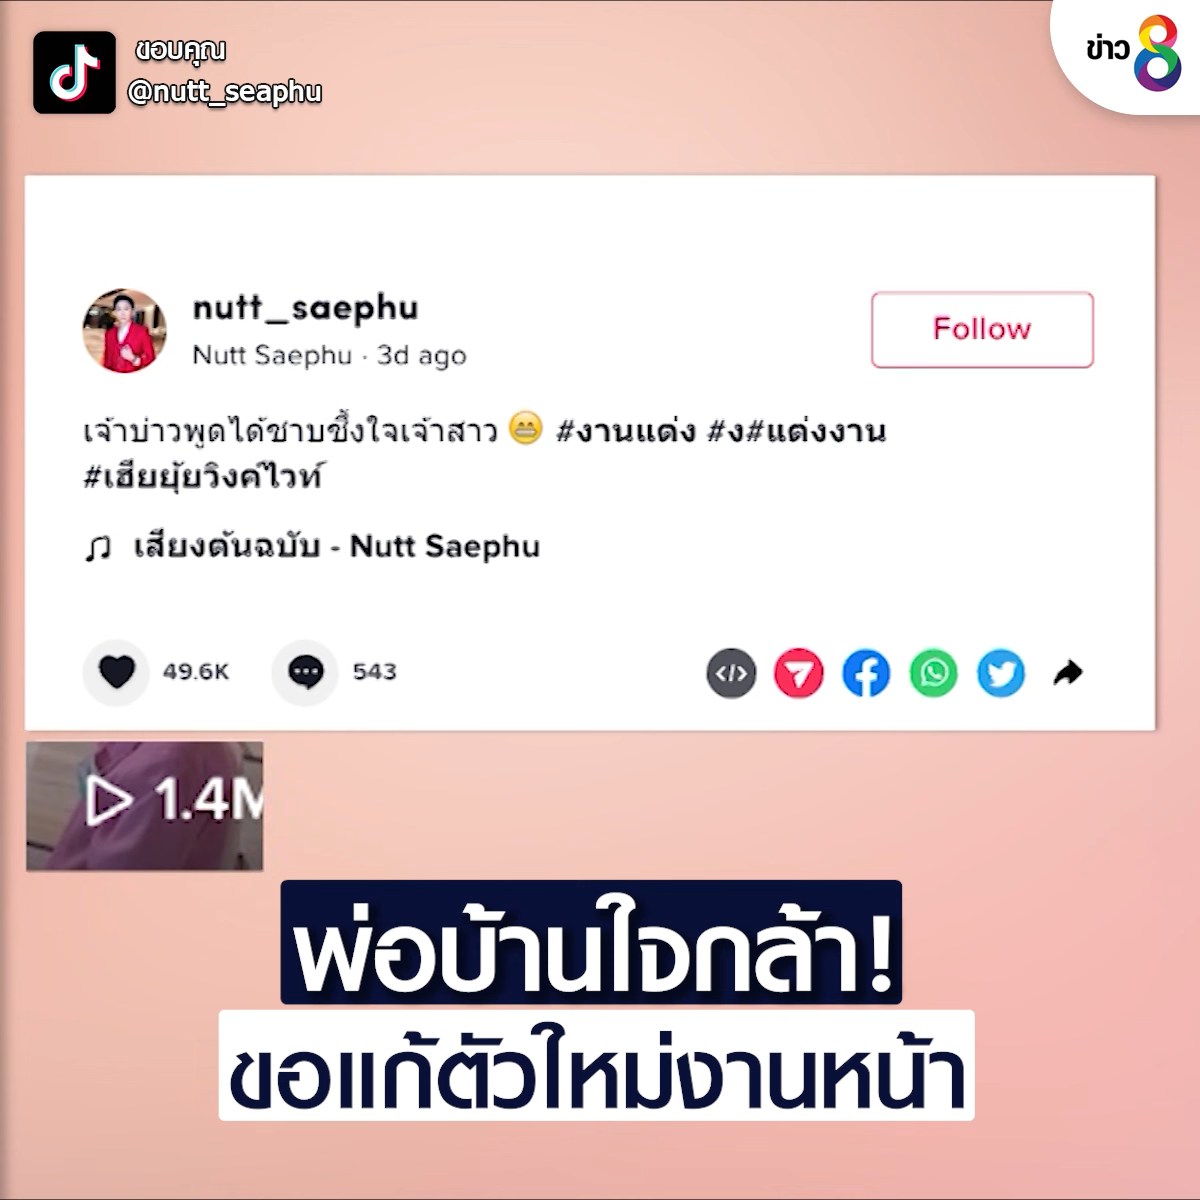 ขอบคุณ
@nutt_seaphu
ข่าว 8
nutt_saephu
Nutt Saephu · 3d ago
Follow
เจ้าบ่าวพูดได้ซาบซึ้งใจเจ้าสาว 😁 #งานแต่ง #ง#แต่งงาน
#เฮียยุ้ยวิงค์ไวท์
เสียงต้นฉบับ - Nutt Saephu
49.6K
543
1.4M
พ่อบ้านใจกล้า!
ขอแก้ตัวใหม่งานหน้า